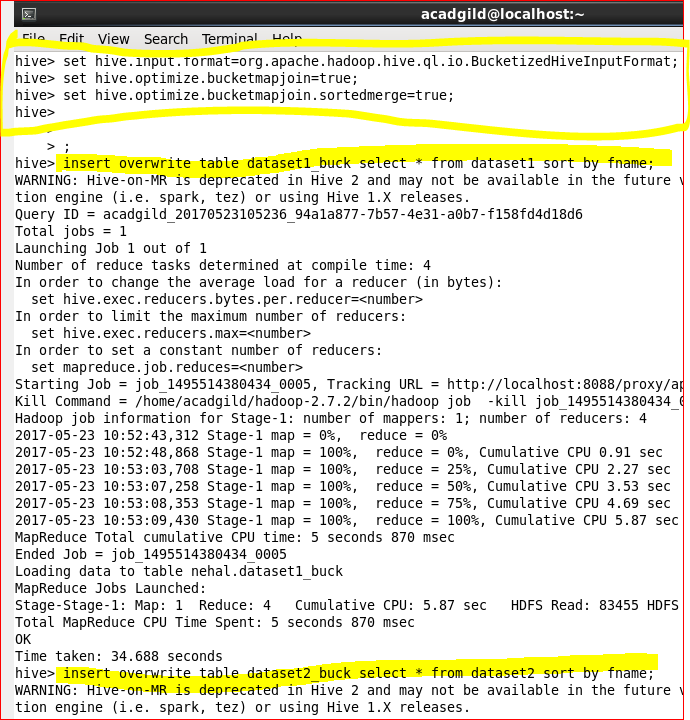 acadgild@localhost:~
File Edit View Search Terminal Help
hive> set hive.input.format=org.apache.hadoop.hive.ql.io.BucketizedHiveInputFormat;
hive> set hive.optimize.bucketmapjoin=true;
hive> set hive.optimize.bucketmapjoin.sortedmerge=true;
hive>
>
> ;
hive> insert overwrite table dataset1_buck select * from dataset1 sort by fname;
WARNING: Hive-on-MR is deprecated in Hive 2 and may not be available in the future v
tion engine (i.e. spark, tez) or using Hive 1.X releases.
Query ID = acadgild_20170523105236_94a1a877-7b57-4e31-a0b7-f158fd4d18d6
Total jobs = 1
Launching Job 1 out of 1
Number of reduce tasks determined at compile time: 4
In order to change the average load for a reducer (in bytes):
  set hive.exec.reducers.bytes.per.reducer=<number>
In order to limit the maximum number of reducers:
  set hive.exec.reducers.max=<number>
In order to set a constant number of reducers:
  set mapreduce.job.reduces=<number>
Starting Job = job_1495514380434_0005, Tracking URL = http://localhost:8088/proxy/ap
Kill Command = /home/acadgild/hadoop-2.7.2/bin/hadoop job  -kill job_1495514380434_0
Hadoop job information for Stage-1: number of mappers: 1; number of reducers: 4
2017-05-23 10:52:43,312 Stage-1 map = 0%,  reduce = 0%
2017-05-23 10:52:48,868 Stage-1 map = 100%,  reduce = 0%, Cumulative CPU 0.91 sec
2017-05-23 10:53:03,708 Stage-1 map = 100%,  reduce = 25%, Cumulative CPU 2.27 sec
2017-05-23 10:53:07,258 Stage-1 map = 100%,  reduce = 50%, Cumulative CPU 3.53 sec
2017-05-23 10:53:08,353 Stage-1 map = 100%,  reduce = 75%, Cumulative CPU 4.69 sec
2017-05-23 10:53:09,430 Stage-1 map = 100%,  reduce = 100%, Cumulative CPU 5.87 sec
MapReduce Total cumulative CPU time: 5 seconds 870 msec
Ended Job = job_1495514380434_0005
Loading data to table nehal.dataset1_buck
MapReduce Jobs Launched:
Stage-Stage-1: Map: 1  Reduce: 4   Cumulative CPU: 5.87 sec   HDFS Read: 83455 HDFS
Total MapReduce CPU Time Spent: 5 seconds 870 msec
OK
Time taken: 34.688 seconds
hive> insert overwrite table dataset2_buck select * from dataset2 sort by fname;
WARNING: Hive-on-MR is deprecated in Hive 2 and may not be available in the future v
tion engine (i.e. spark, tez) or using Hive 1.X releases.